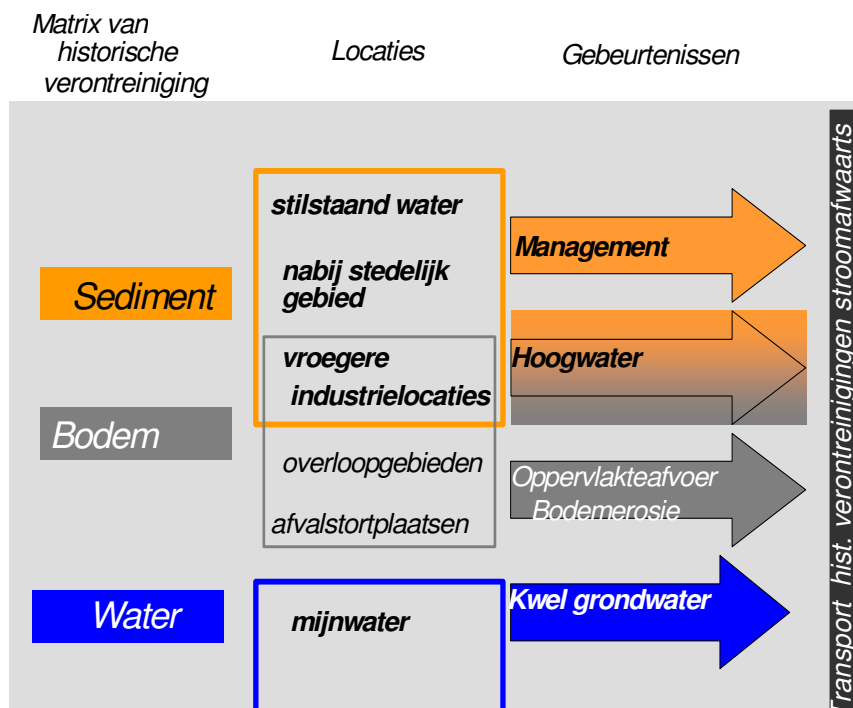 Matrix van
historische
verontreiniging
Locaties
Gebeurtenissen
stilstaand water
nabij stedelijk
gebied
Sediment
vroegere
industrielocaties
Bodem
overloopgebieden
afvalstortplaatsen
Water
mijnwater
Management
Hoogwater
Oppervlakteafvoer
Bodemerosie
Kwel grondwater
Transport hist. verontreinigingen stroomafwaarts